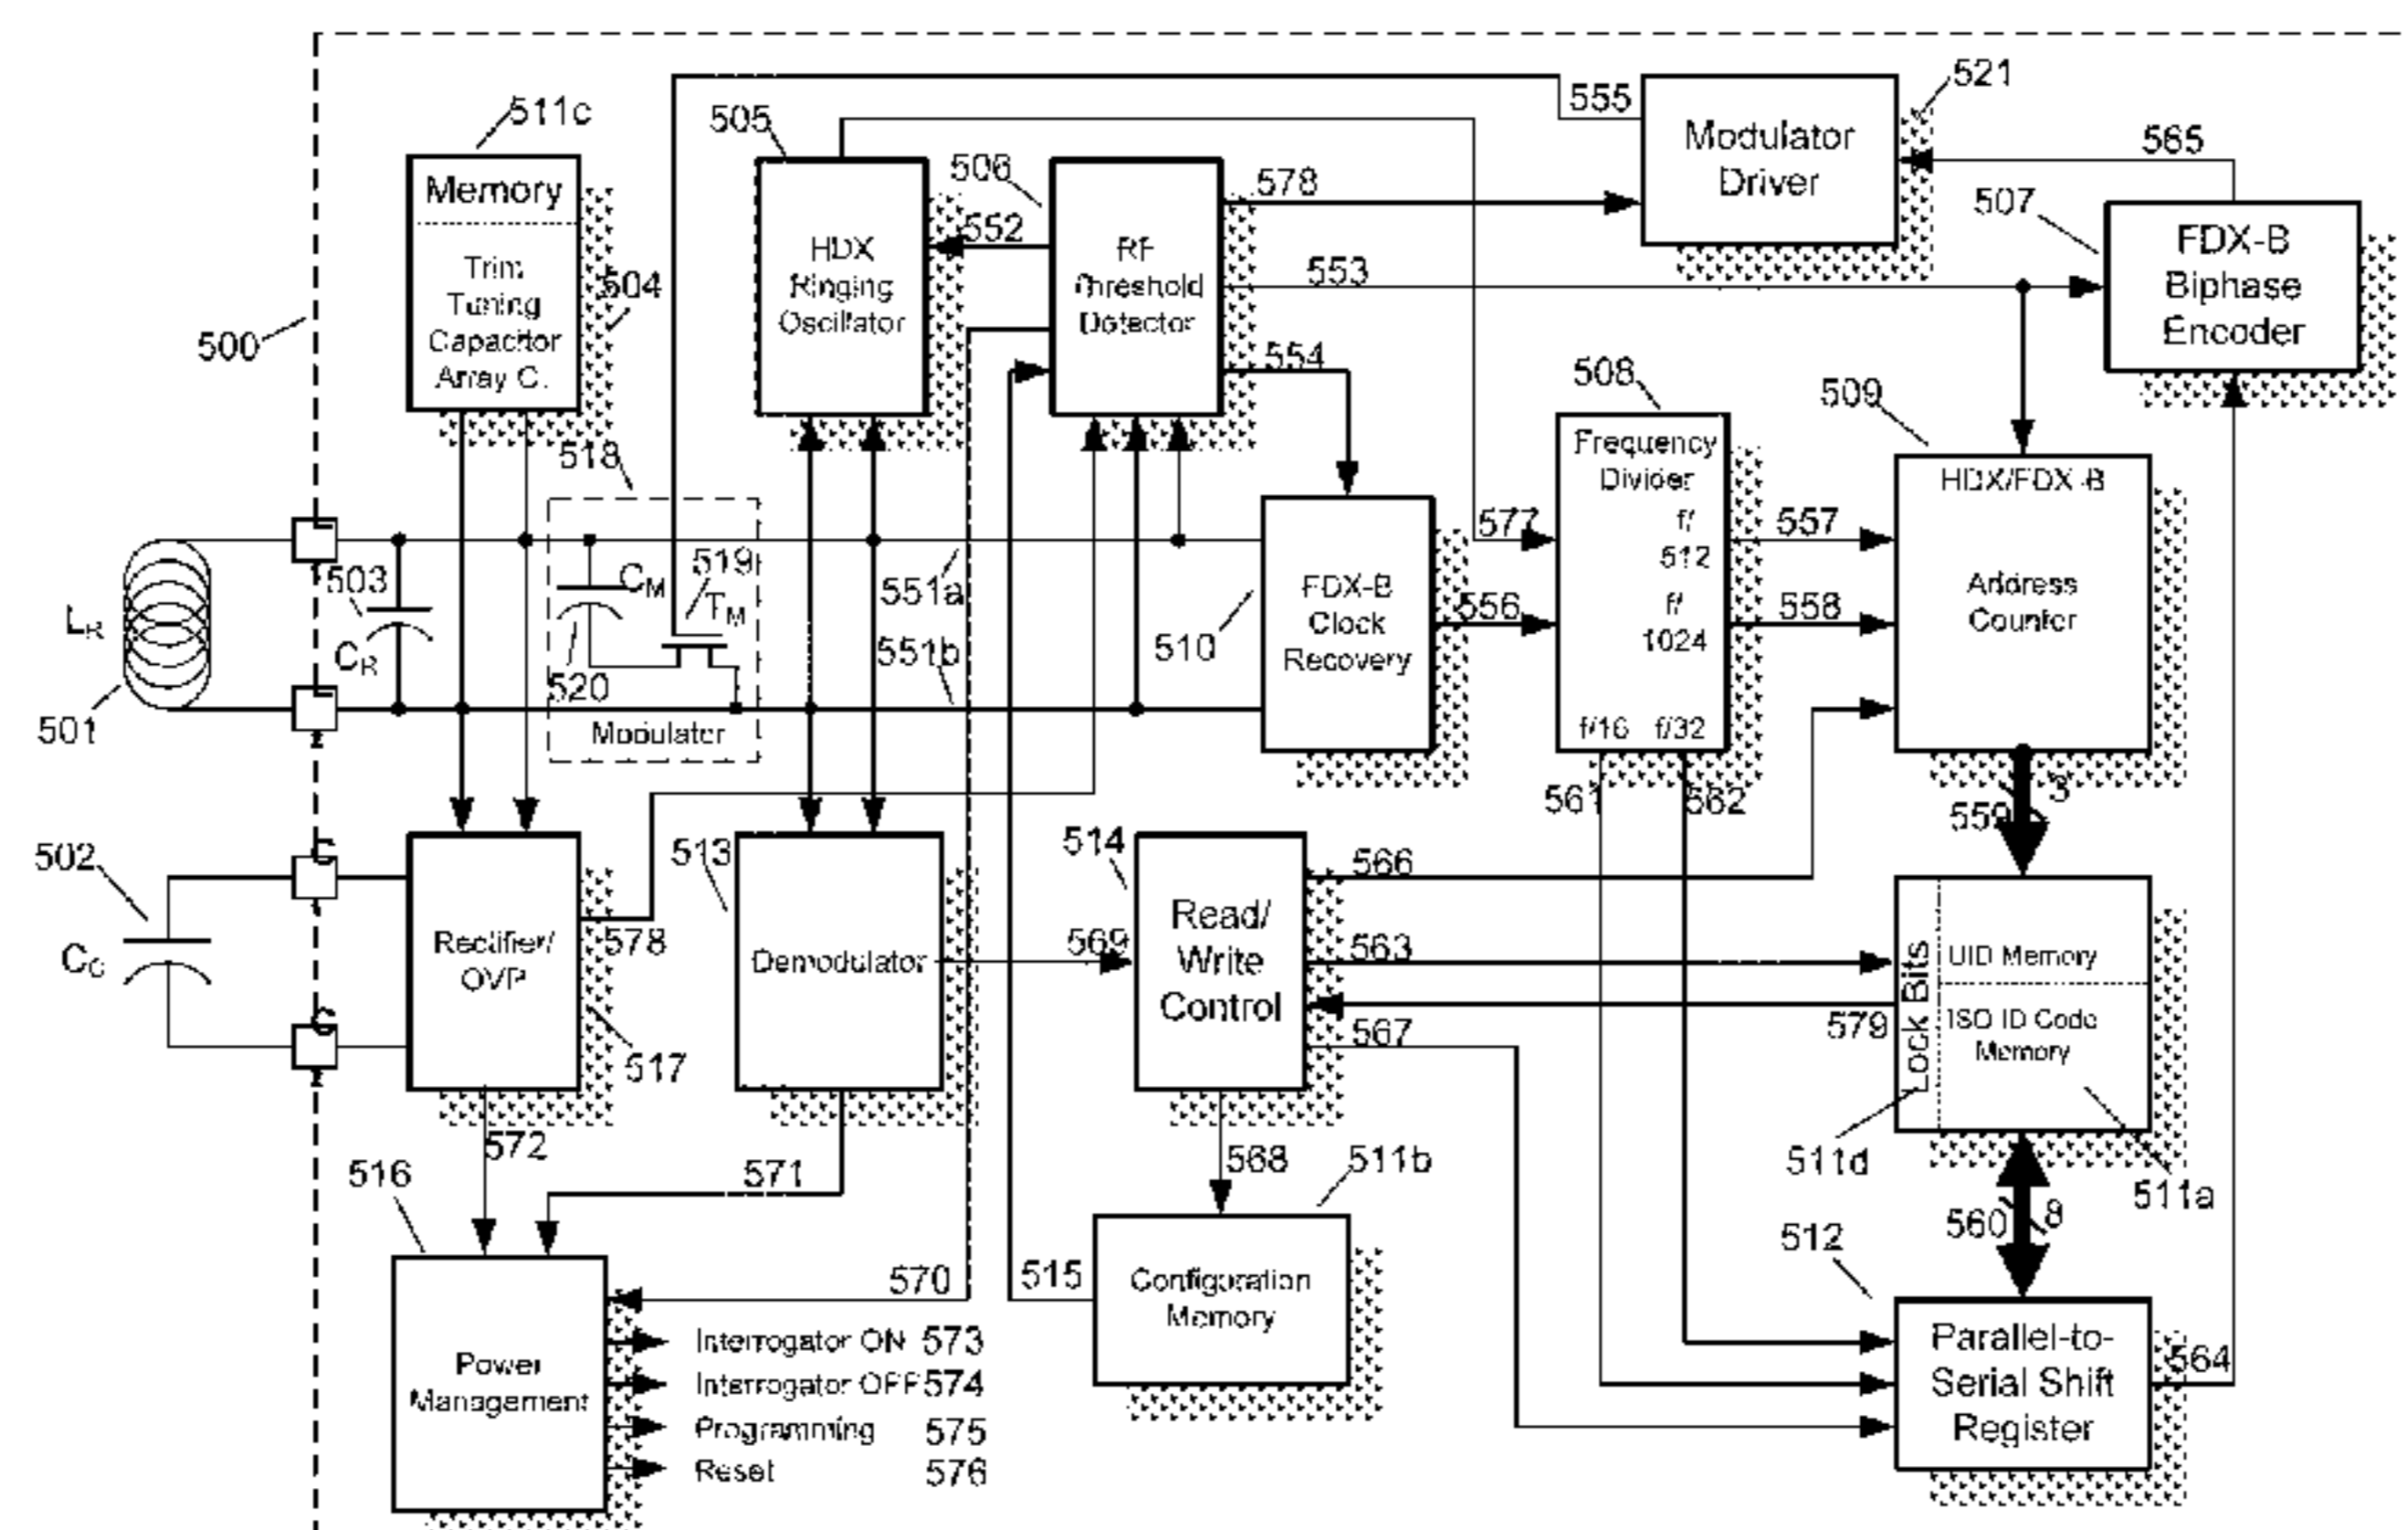 521
511c
505
555
Modulator
Driver
565
506
578
507
Memory
552
HDX
Ringing
Oscillator
RF
Threshold
Detector
FDX-B
Biphase
Encoder
Trim
Tuning
Capacitor
Array C.
504
553
500
554
508
509
518
Frequency
Divider
HDX/FDX-B
f/
512
577
557
503
CM
519
TM
551a
FDX-B
Clock
Recovery
556
f/
1024
558
Address
Counter
LR
CR
551b
510
520
501
Modulator
f/16 f/32
561
562
559
3
502
513
514
566
CC
Rectifier/
OVP
578
Demodulator
569
Read/
Write
Control
563
Lock Bits
UID Memory
579
ISO ID Code
Memory
567
517
572
571
568
511b
511d
511a
516
560
8
512
570
515
Configuration
Memory
Power
Management
Interrogator ON 573
Interrogator OFF 574
Programming 575
Reset 576
Parallel-to-
Serial Shift
Register
564